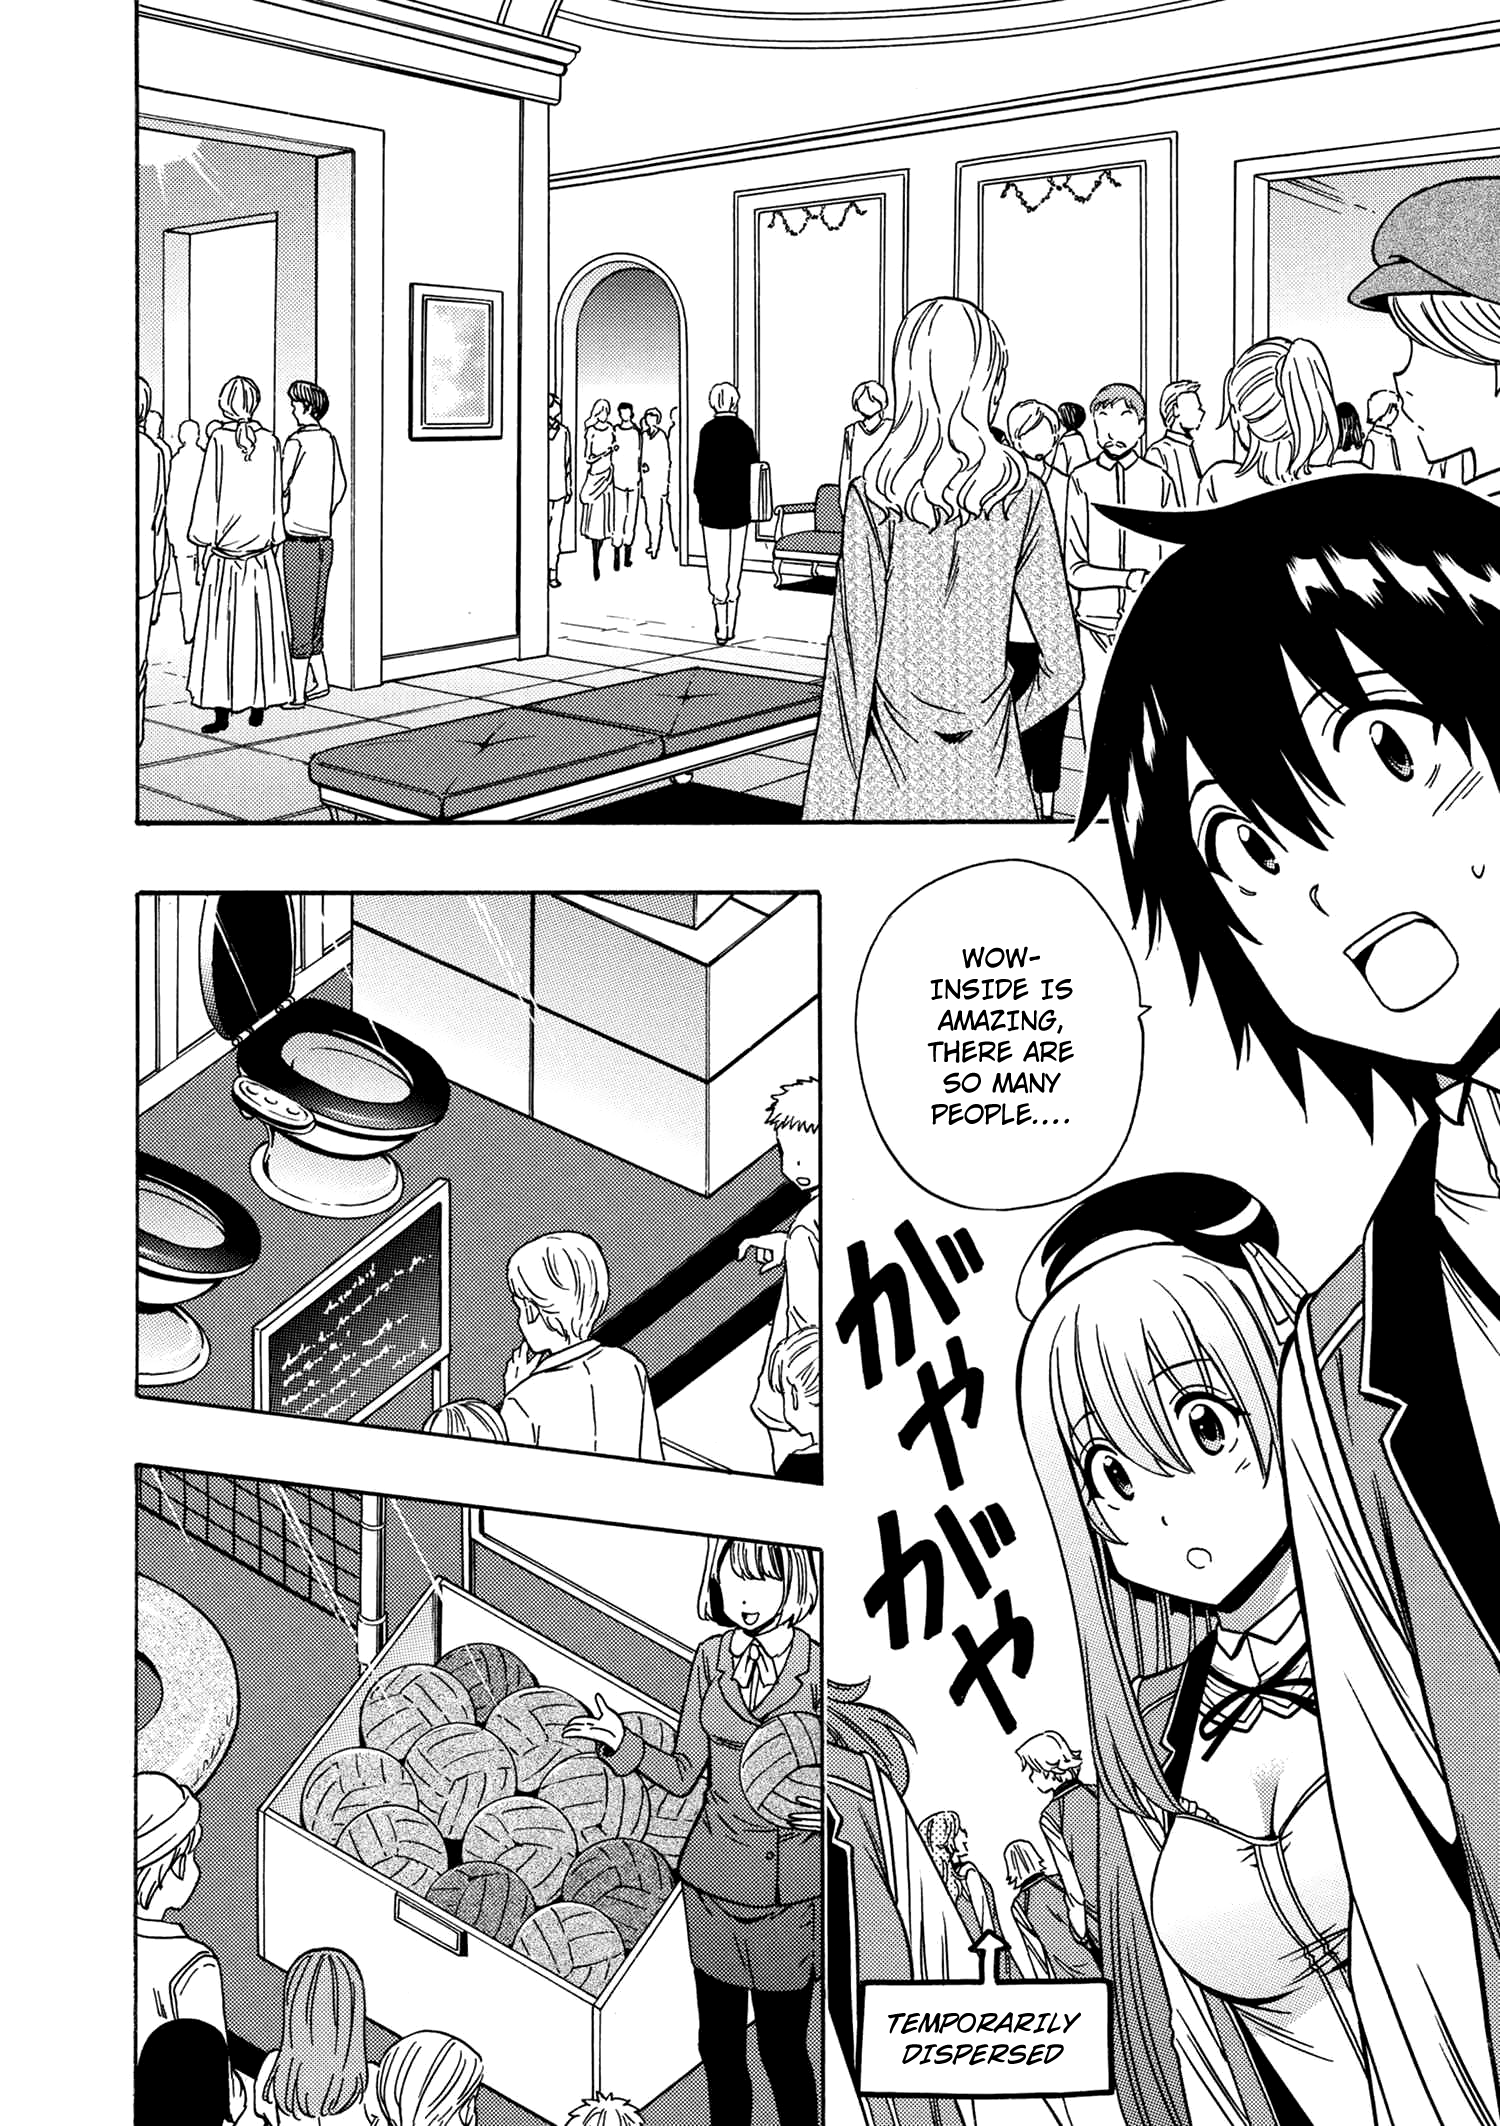 WOW-
INSIDE IS
AMAZING,
THERE ARE
SO MANY
PEOPLE....
がや
がや
TEMPORARILY
DISPERSED